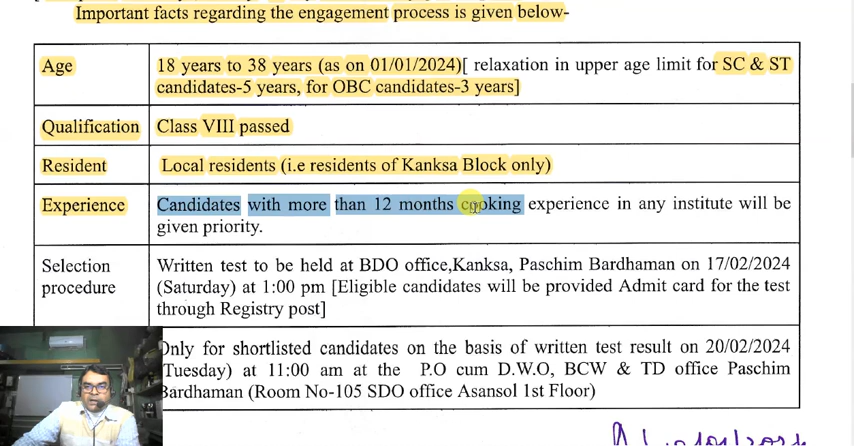 Important facts regarding the engagement process is given below-
Age
18 years to 38 years (as on 01/01/2024)[ relaxation in upper age limit for SC & ST
candidates-5 years, for OBC candidates-3 years]
Qualification
Class VIII passed
Resident
Local residents (i.e residents of Kanksa Block only)
Experience
Candidates with more than 12 months cooking experience in any institute will be
given priority.
Selection
procedure
Written test to be held at BDO office,Kanksa, Paschim Bardhaman on 17/02/2024
(Saturday) at 1:00 pm [Eligible candidates will be provided Admit card for the test
through Registry post]
Only for shortlisted candidates on the basis of written test result on 20/02/2024
Tuesday) at 11:00 am at the P.O cum D.W.O, BCW & TD office Paschim
Bardhaman (Room No-105 SDO office Asansol 1st Floor)